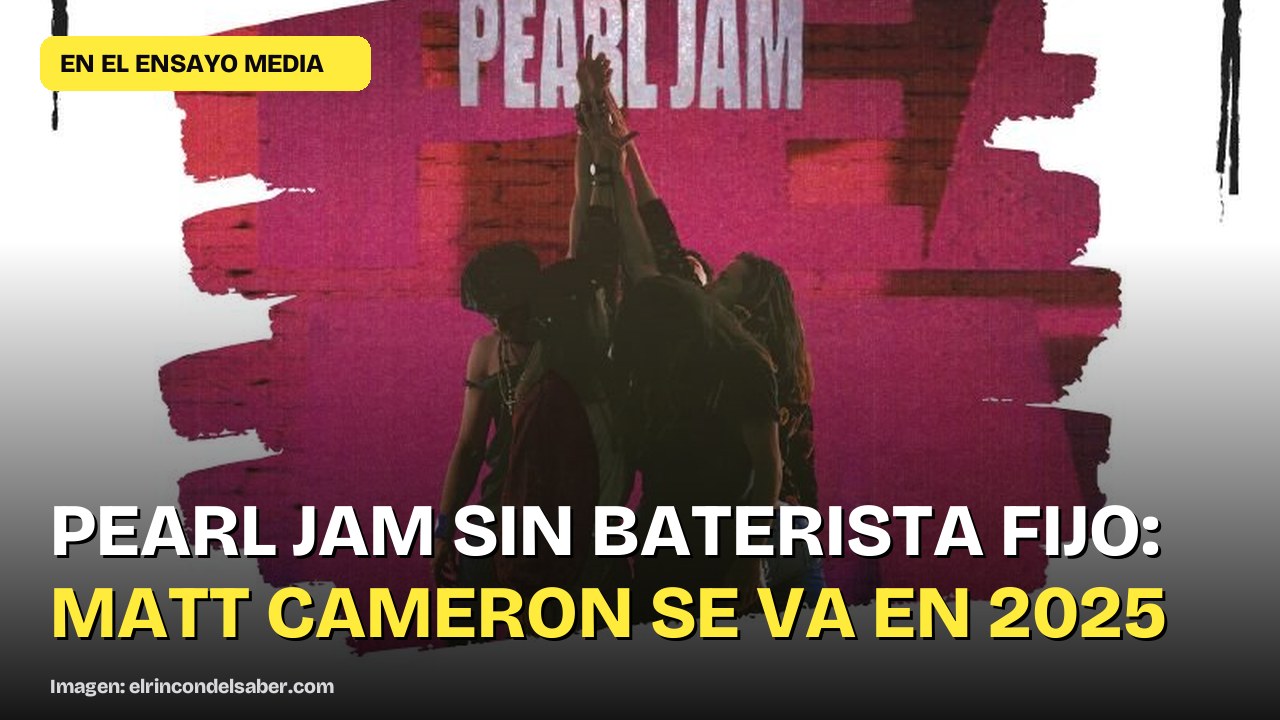 PEARL JAM
EN EL ENSAYO MEDIA
PEARL JAM SIN BATERISTA FIJO:
MATT CAMERON SE VA EN 2025
Imagen: elrincondelsaber.com